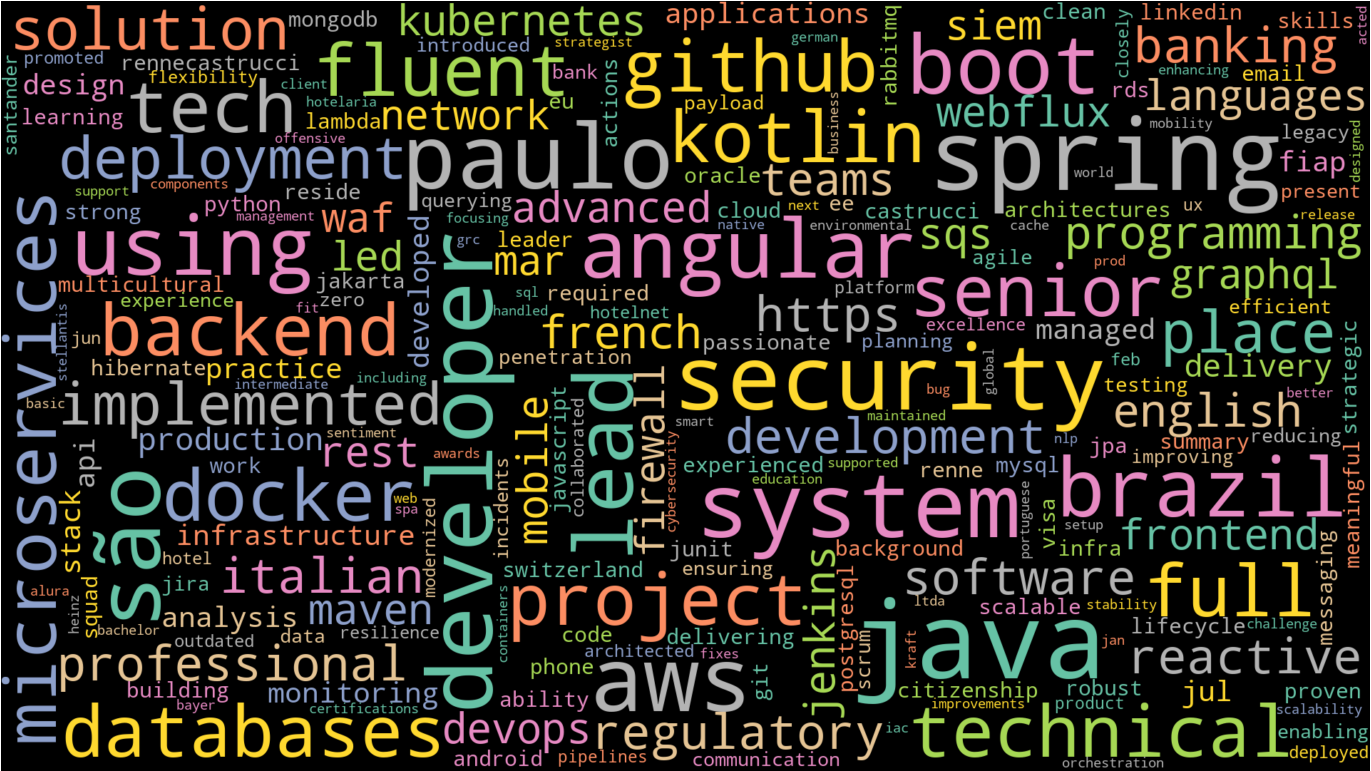 solution
mongodb
kubernetes
applications
siem
clean
linkedin
skills
acted
promoted
rennecastrucci
introduced
strategist
german
github
boot
banking
closely
santander
design
flexibility
client
fluent
bank
actions
rabbitmq
enhancing
email
learning
tech
hotelaria
eu
payload
business
webflux
rds
languages
offensive
lambda
network
kotlin
spring
mobility
legacy
designed
deployment
paulo
oracle
teams
world
fiap
support
components
reside
querying
present
strong
python
management
waf
developed
focusing
advanced
cloud
next
ee
castrucci
architectures
ux
release
microservices
using
led
grc
leader
mar
native
environmental
cache
sqs
programming
multicultural
jakarta
zero
developer
angular
agile
prod
graphql
experience
fit
sql
required
platform
senior
efficient
stellantis
jun
backend
handled
hotelnet
https
excellence
managed
place
french
passionate
planning
hibernate
practice
penetration
security
global
feb
delivery
strategic
intermediate
including
bug
testing
better
basic
implemented
mobile
javascript
collaborated
lead
firewall
smart
maintained
english
production
sentiment
development
nlp
jpa
summary
reducing
api
work
rest
awards
cybersecurity
experienced
supported
renne
mysql
improving
meaningful
são
docker
web
spa
education
system
brazil
stack
infrastructure
modernized
incidents
portuguese
setup
visa
frontend
hotel
junit
background
infra
messaging
jira
italian
switzerland
ensuring
jenkins
software
full
alura
heinz
squad
maven
containers
project
postgresql
java
ltda
scalable
stability
bachelor
analysis
code
delivering
scrum
lifecycle
challenge
outdated
data
resilience
architected
fixes
kraft
jan
reactive
professional
phone
aws
git
building
monitoring
ability
citizenship
robust
jul
proven
bayer
certifications
improvements
product
scalability
databases
devops
regulatory
iac
technical
enabling
android
pipelines
communication
orchestration
deployed